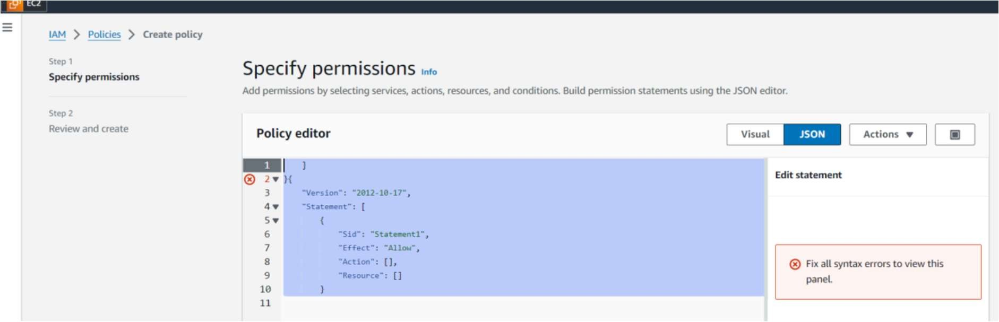 EC2
IAM > Policies > Create policy
Step 1
Specify permissions
Step 2
Review and create
Specify permissions Info
Add permissions by selecting services, actions, resources, and conditions. Build permission statements using the JSON editor.
Policy editor
Visual JSON Actions
1 ]
2 }{
3 "Version": "2012-10-17",
4 "Statement": [
5 {
6 "Sid": "Statement1",
7 "Effect": "Allow",
8 "Action": [],
9 "Resource": []
10 }
11
Edit statement
Fix all syntax errors to view this
panel.